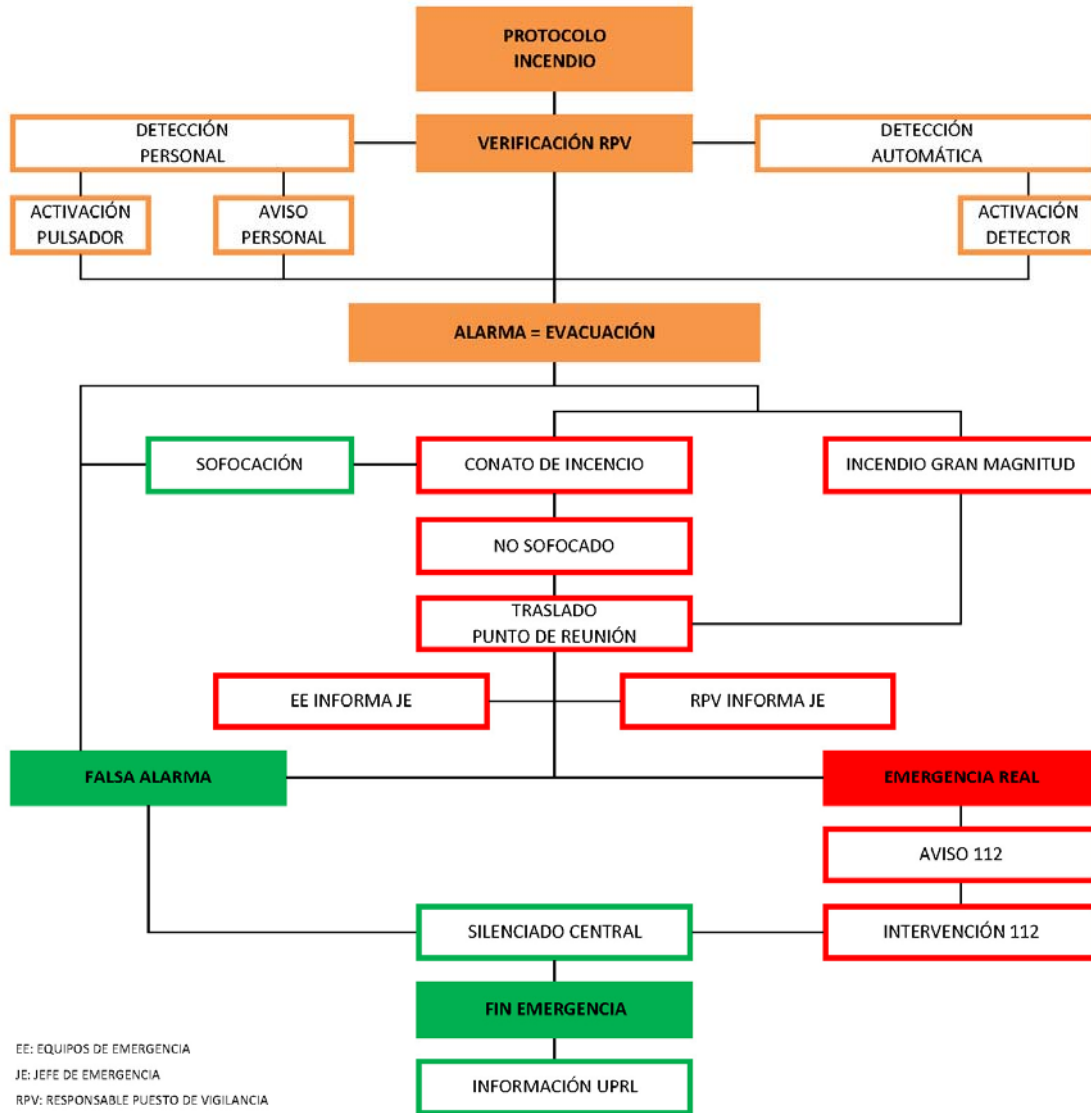 PROTOCOLO
INCENDIO
DETECCIÓN
PERSONAL
VERIFICACIÓN RPV
DETECCIÓN
AUTOMÁTICA
ACTIVACIÓN
PULSADOR
AVISO
PERSONAL
ACTIVACIÓN
DETECTOR
ALARMA = EVACUACIÓN
SOFOCACIÓN
CONATO DE INCENCIO
INCENDIO GRAN MAGNITUD
NO SOFOCADO
TRASLADO
PUNTO DE REUNIÓN
EE INFORMA JE
RPV INFORMA JE
FALSA ALARMA
EMERGENCIA REAL
AVISO 112
SILENCIADO CENTRAL
INTERVENCIÓN 112
FIN EMERGENCIA
INFORMACIÓN UPRL
EE: EQUIPOS DE EMERGENCIA
JE: JEFE DE EMERGENCIA
RPV: RESPONSABLE PUESTO DE VIGILANCIA